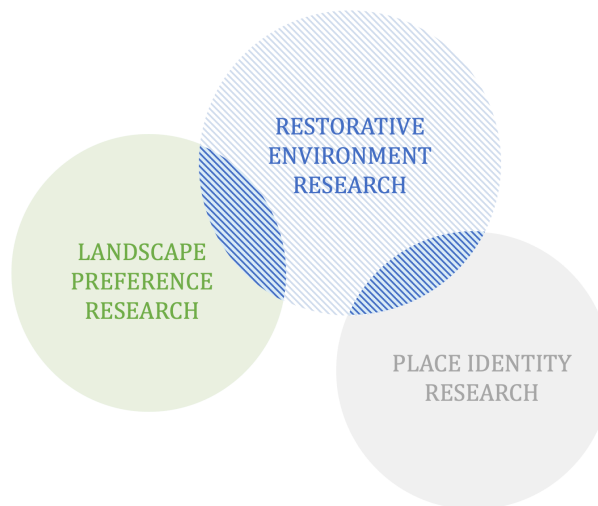 RESTORATIVE
ENVIRONMENT
RESEARCH
LANDSCAPE
PREFERENCE
RESEARCH
PLACE IDENTITY
RESEARCH